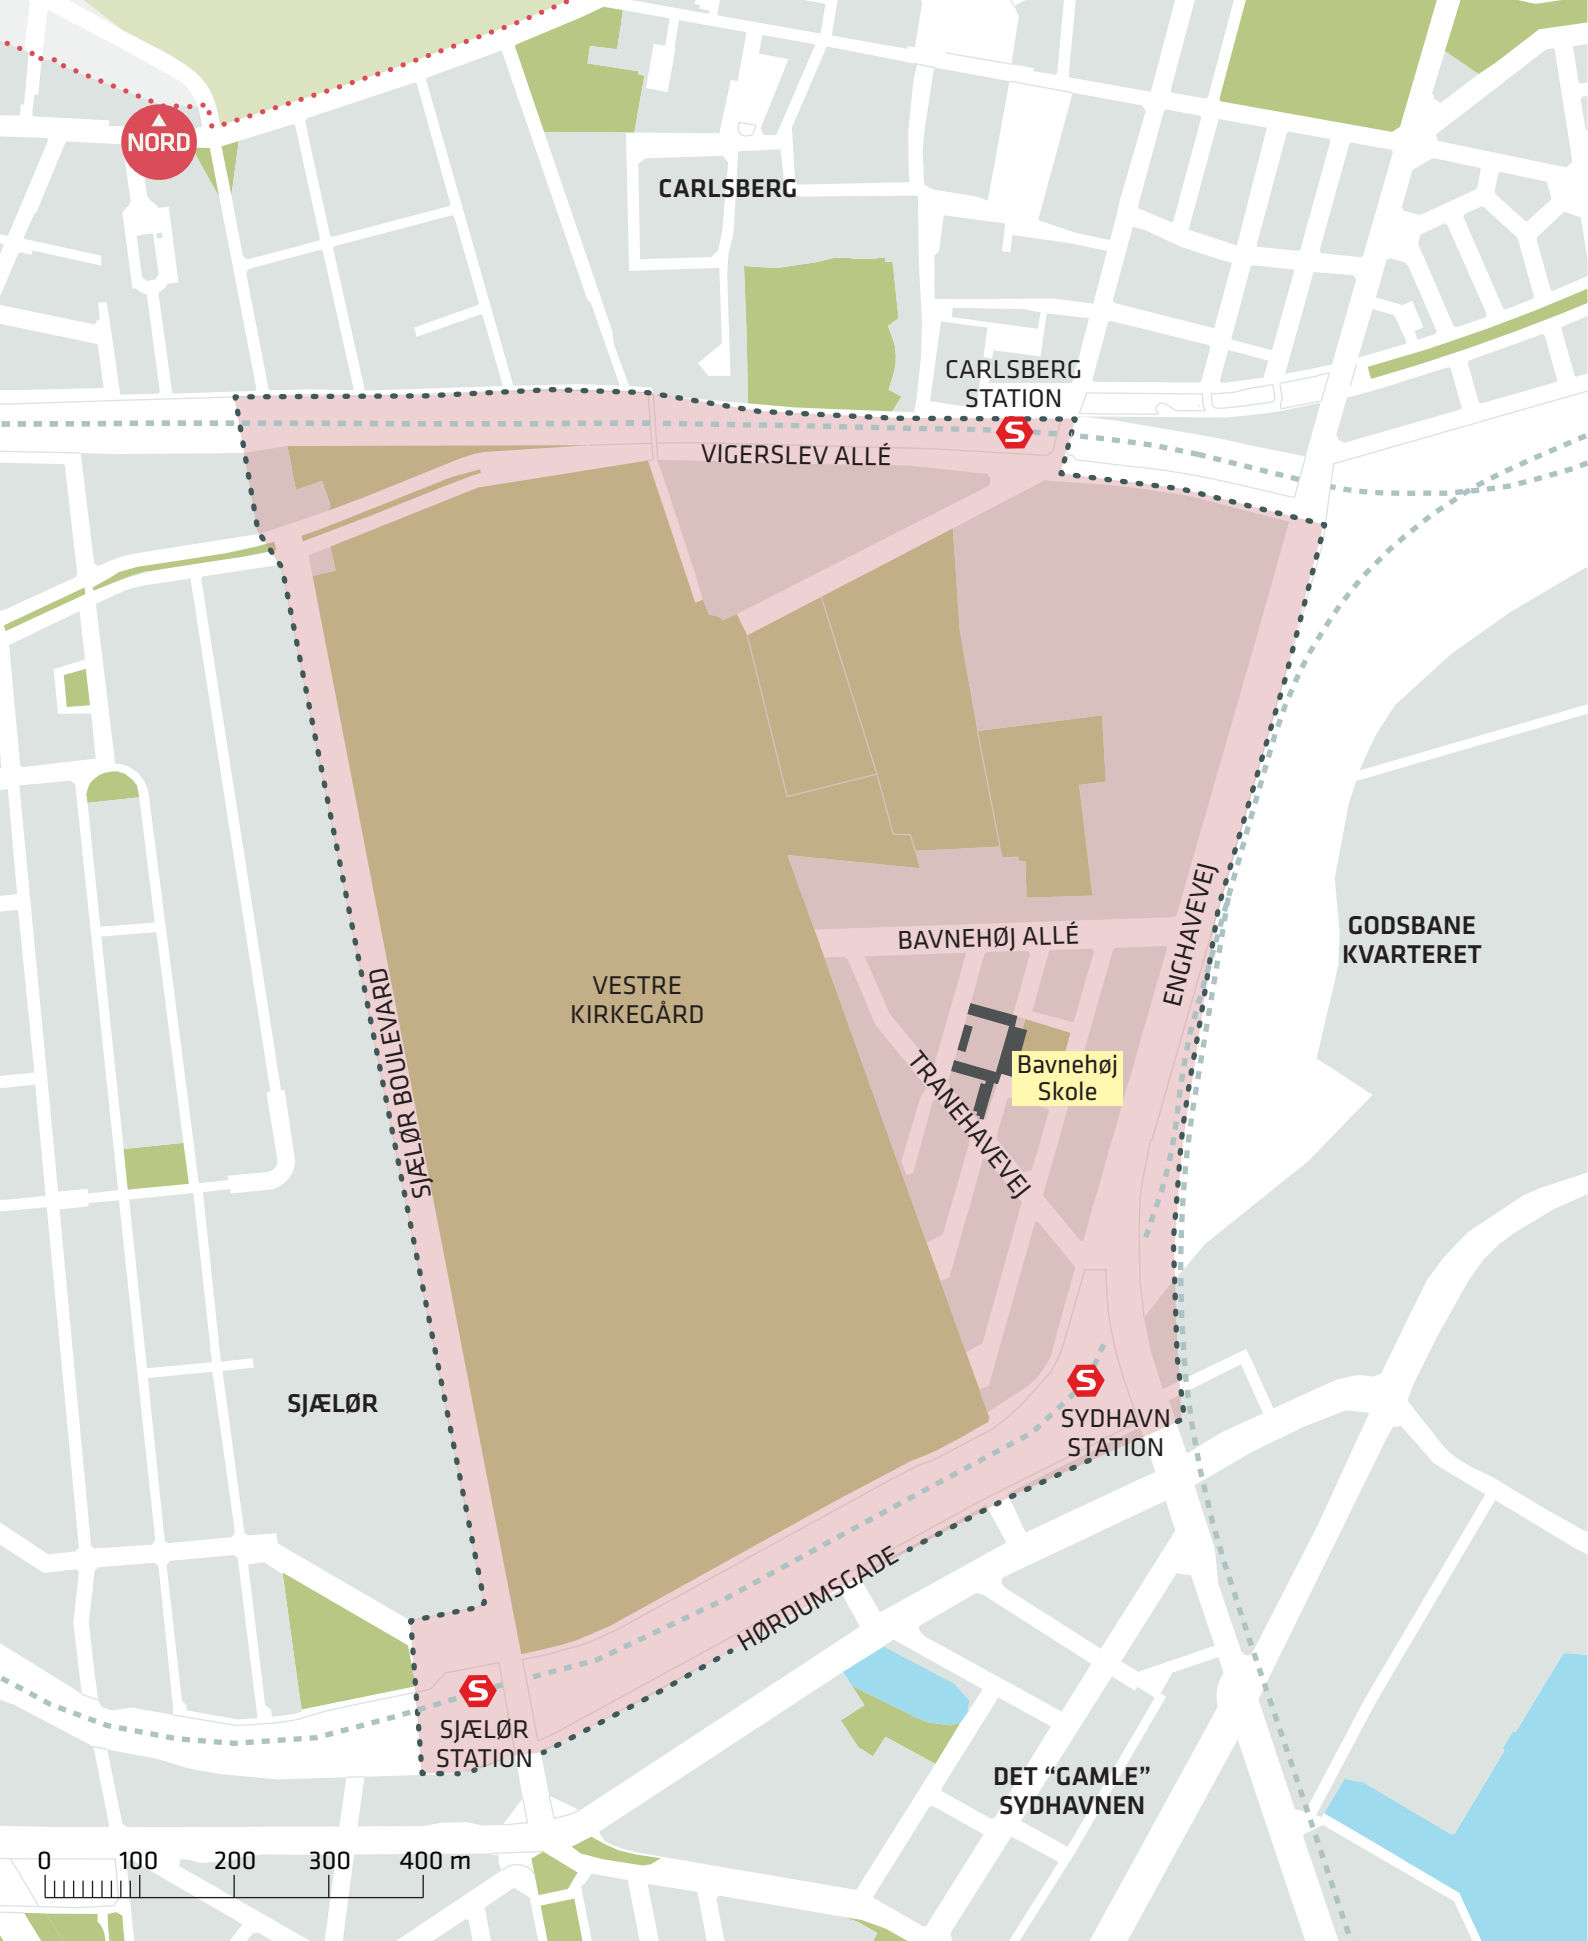 NORD
CARLSBERG
CARLSBERG
STATION
S
VIGERSLEV ALLÉ
ENGHAVEVEJ
GODSBANE
KVARTERET
BAVNEHØJ ALLÉ
VESTRE
KIRKEGÅRD
SJÆLØR BOULEVARD
Bavnehøj
Skole
TRANEHAVEVEJ
S
SYDHAVN
STATION
SJÆLØR
HØRDUMSGADE
S
SJÆLØR
STATION
DET “GAMLE”
SYDHAVNEN
0 100 200 300 400 m